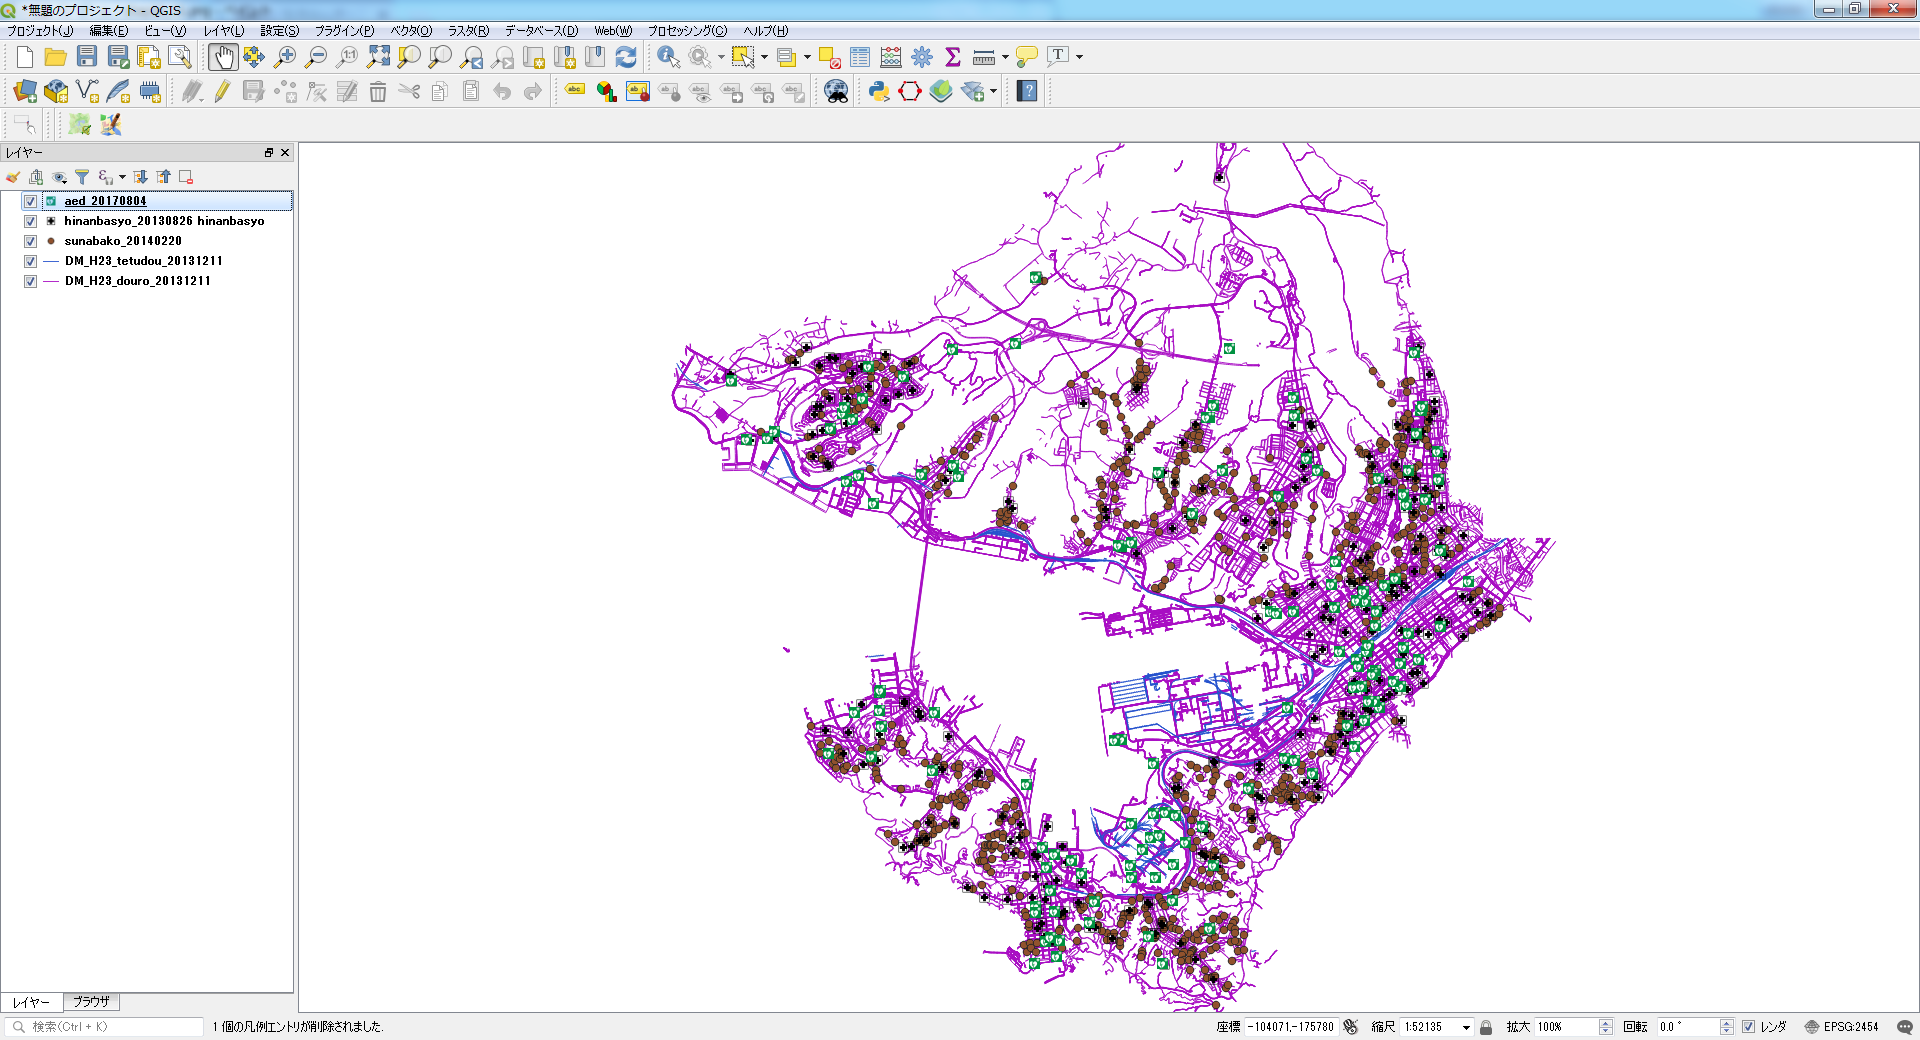 *無題のプロジェクト - QGIS
プロジェクト(J) 編集(E) ビュー(V) レイヤ(L) 設定(S) プラグイン(P) ベクタ(O) ラスタ(R) データベース(D) Web(W) プロセッシング(C) ヘルプ(H)
レイヤー
aed_20170804
hinanbasyo_20130826 hinanbasyo
sunabako_20140220
DM_H23_tetudou_20131211
DM_H23_douro_20131211
レイヤー ブラウザ
検索(Ctrl + K) 1 個の凡例エントリが削除されました. 座標 -104071,-175780 縮尺 1:52135 拡大 100% 回転 0.0 ° レンダ EPSG:2454